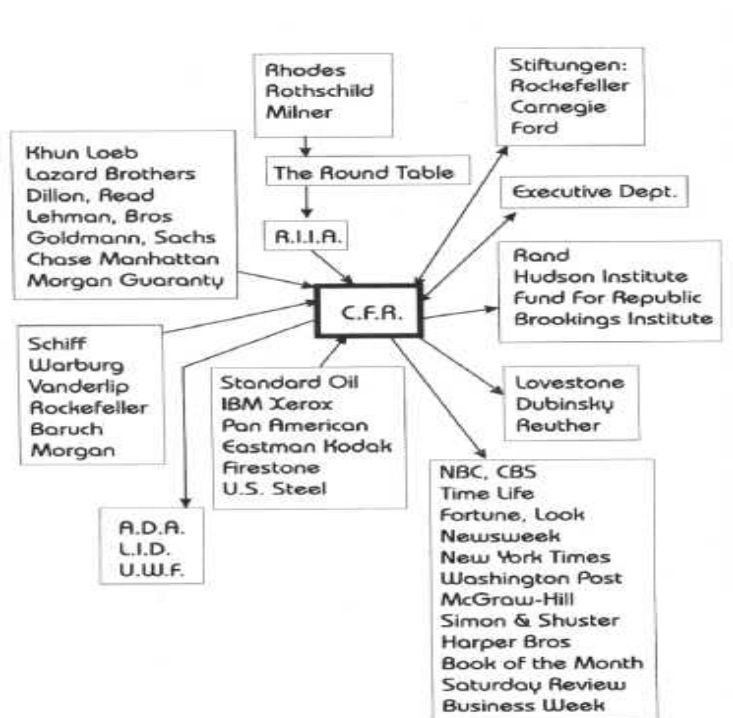 Rhodes
Rothschild
Milner
Stiftungen:
Rockefeller
Carnegie
Ford
Khun Loeb
Lazard Brothers
Dillon, Read
Lehman, Bros
Goldmann, Sachs
Chase Manhattan
Morgan Guaranty
The Round Table
Executive Dept.
R.I.I.A.
Rand
Hudson Institute
Fund For Republic
Brookings Institute
C.F.R.
Schiff
Warburg
Vanderlip
Rockefeller
Baruch
Morgan
Standard Oil
IBM Xerox
Pan American
Eastman Kodak
Firestone
U.S. Steel
Lovestone
Dubinsky
Reuther
A.D.A.
L.I.D.
U.W.F.
NBC, CBS
Time Life
Fortune, Look
Newsweek
New York Times
Washington Post
McGraw-Hill
Simon & Shuster
Harper Bros
Book of the Month
Saturday Review
Business Week